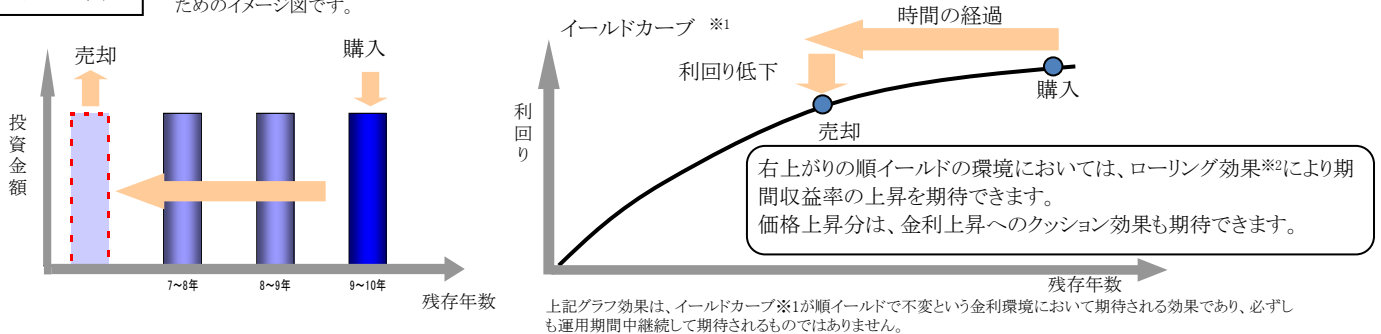 ためのイメージ図です。
売却
購入
投資金額
7～8年
8～9年
9～10年
残存年数
イールドカーブ ※1
時間の経過
利回り低下
購入
売却
利回り
右上がりの順イールドの環境においては、ローリング効果※2により期
間収益率の上昇を期待できます。
価格上昇分は、金利上昇へのクッション効果も期待できます。
残存年数
上記グラフ効果は、イールドカーブ※1が順イールドで不変という金利環境において期待される効果であり、必ずし
も運用期間中継続して期待されるものではありません。